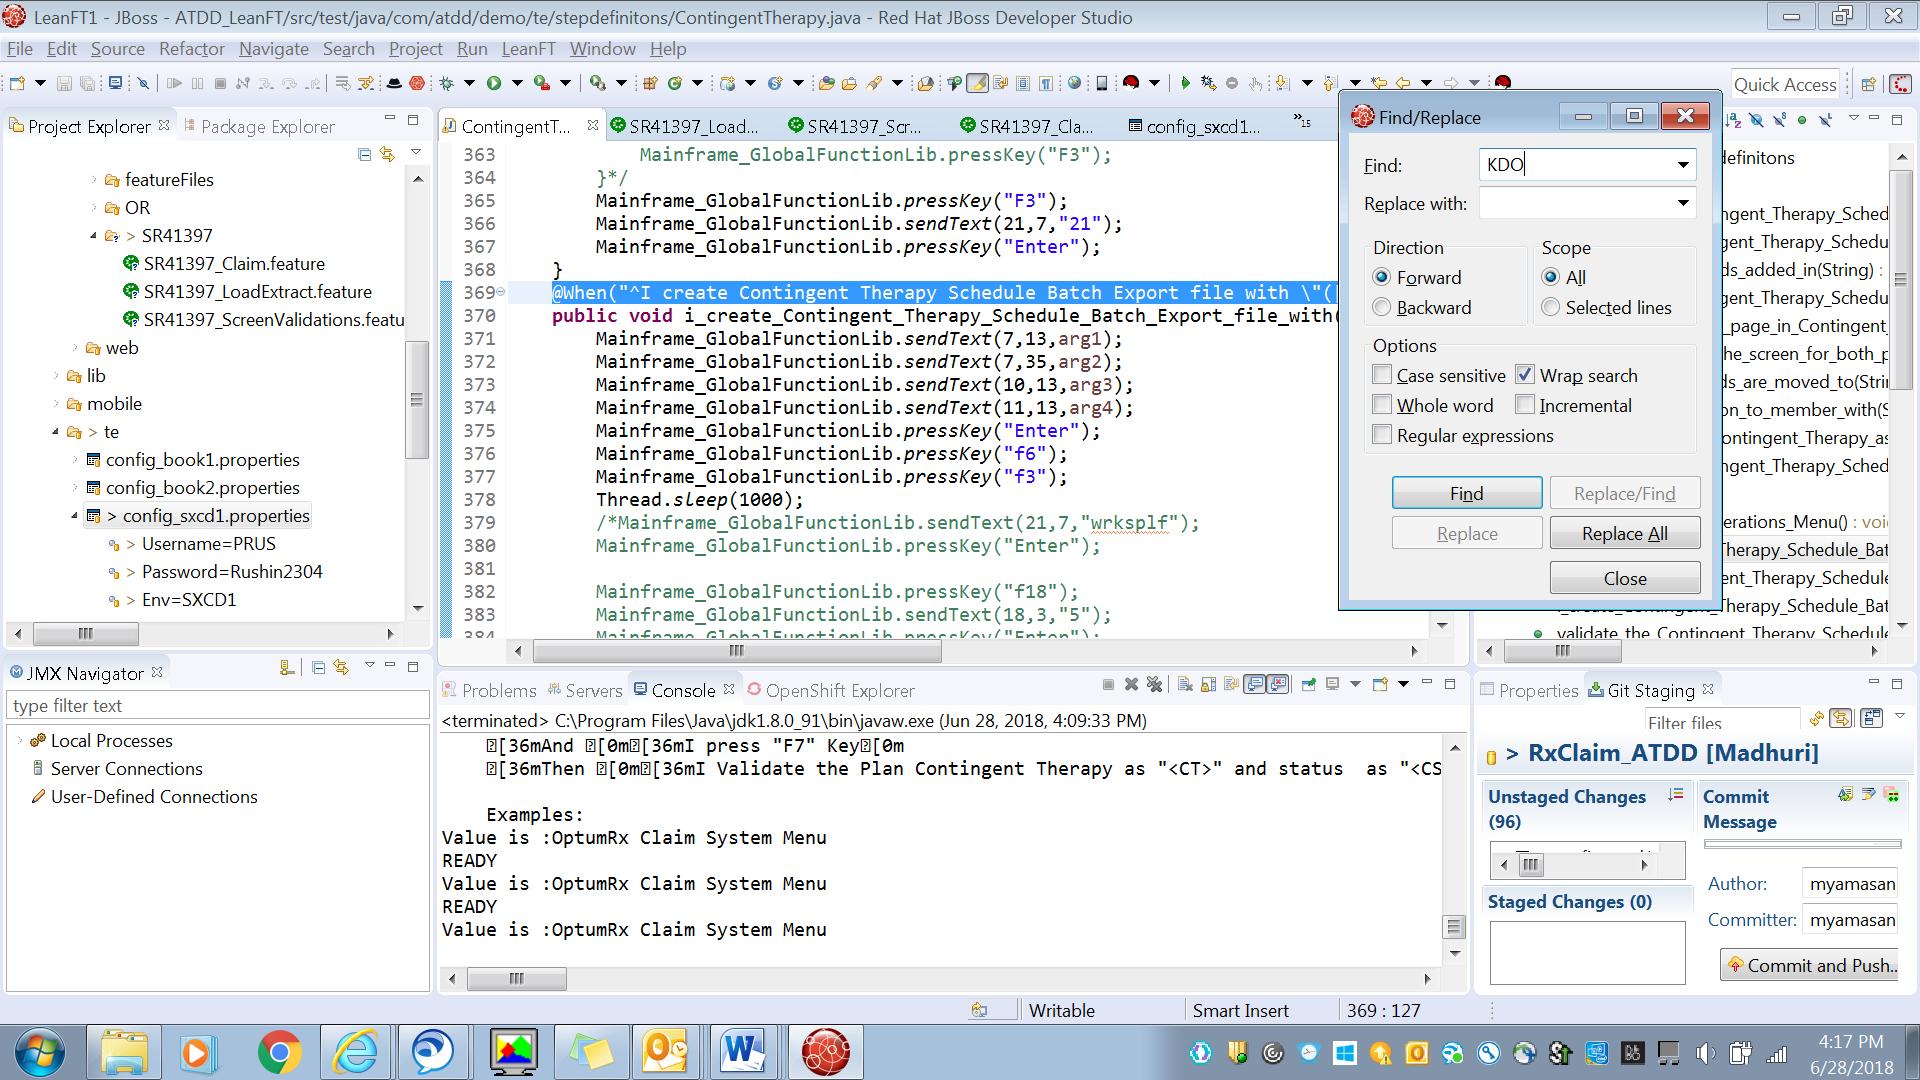 LeanFT1 - JBoss - ATDD_LeanFT/src/test/java/com/atdd/demo/te/stepdefinitons/ContingentTherapy.java - Red Hat JBoss Developer Studio
File Edit Source Refactor Navigate Search Project Run LeanFT Window Help
Quick Access
Project Explorer
Package Explorer
featureFiles
OR
> SR41397
SR41397_Claim.feature
SR41397_LoadExtract.feature
SR41397_ScreenValidations.featu
web
lib
mobile
> te
config_book1.properties
config_book2.properties
> config_sxcd1.properties
> Username=PRUS
> Password=Rushin2304
> Env=SXCD1
ContingentT...
SR41397_Load...
SR41397_Scr...
SR41397_Cla...
config_sxcd1...
»15
363 Mainframe_GlobalFunctionLib.pressKey("F3");
364 }*/
365 Mainframe_GlobalFunctionLib.pressKey("F3");
366 Mainframe_GlobalFunctionLib.sendText(21,7,"21");
367 Mainframe_GlobalFunctionLib.pressKey("Enter");
368 }
369 @When("^I create Contingent Therapy Schedule Batch Export file with \"(
370 public void i_create_Contingent_Therapy_Schedule_Batch_Export_file_with(
371 Mainframe_GlobalFunctionLib.sendText(7,13,arg1);
372 Mainframe_GlobalFunctionLib.sendText(7,35,arg2);
373 Mainframe_GlobalFunctionLib.sendText(10,13,arg3);
374 Mainframe_GlobalFunctionLib.sendText(11,13,arg4);
375 Mainframe_GlobalFunctionLib.pressKey("Enter");
376 Mainframe_GlobalFunctionLib.pressKey("f6");
377 Mainframe_GlobalFunctionLib.pressKey("f3");
378 Thread.sleep(1000);
379 /*Mainframe_GlobalFunctionLib.sendText(21,7,"wrksplf");
380 Mainframe_GlobalFunctionLib.pressKey("Enter");
381
382 Mainframe_GlobalFunctionLib.pressKey("f18");
383 Mainframe_GlobalFunctionLib.sendText(18,3,"5");
384 Mainframe_GlobalFunctionLib.pressKey("Enter");
Find/Replace
Find: KDO
Replace with:
Direction
Forward
Backward
Scope
All
Selected lines
Options
Case sensitive
Wrap search
Whole word
Incremental
Regular expressions
Find
Replace/Find
Replace
Replace All
Close
definitons
ngent_Therapy_Sched
gent_Therapy_Schedu
ds_added_in(String) :
gent_Therapy_Schedu
_page_in_Contingent_
he_screen_for_both_p
ds_are_moved_to(Stri
on_to_member_with(S
ontingent_Therapy_as
ngent_Therapy_Sched
erations_Menu() : voi
Therapy_Schedule_Bat
ent_Therapy_Schedule
i_create_Contingent_Therapy_Schedule_Ba
validate_the_Contingent_Therapy_Schedule
JMX Navigator
type filter text
Local Processes
Server Connections
User-Defined Connections
Problems
Servers
Console
OpenShift Explorer
<terminated> C:\Program Files\Java\jdk1.8.0_91\bin\javaw.exe (Jun 28, 2018, 4:09:33 PM)
[36mAnd [0m[36mI press "F7" Key[0m
[36mThen [0m[36mI Validate the Plan Contingent Therapy as "<CT>" and status as "<CS
Examples:
Value is :OptumRx Claim System Menu
READY
Value is :OptumRx Claim System Menu
READY
Value is :OptumRx Claim System Menu
Properties
Git Staging
Filter files
> RxClaim_ATDD [Madhuri]
Unstaged Changes (96)
Staged Changes (0)
Commit Message
Author: myamasan
Committer: myamasan
Commit and Push..
Writable
Smart Insert
369 : 127
4:17 PM
6/28/2018